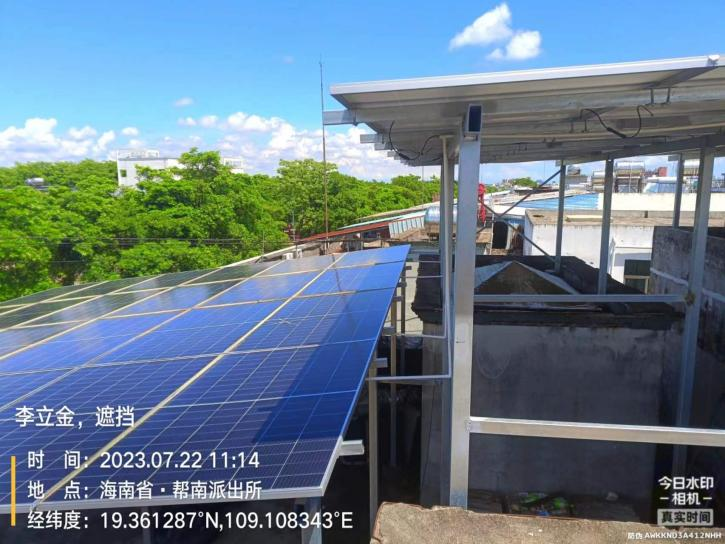 李立金，遮挡
时 间：2023.07.22 11:14
地 点：海南省·帮南派出所
经纬度：19.361287°N,109.108343°E
今日水印
-相机-
真实时间
防伪 AWKKND3A412NHH